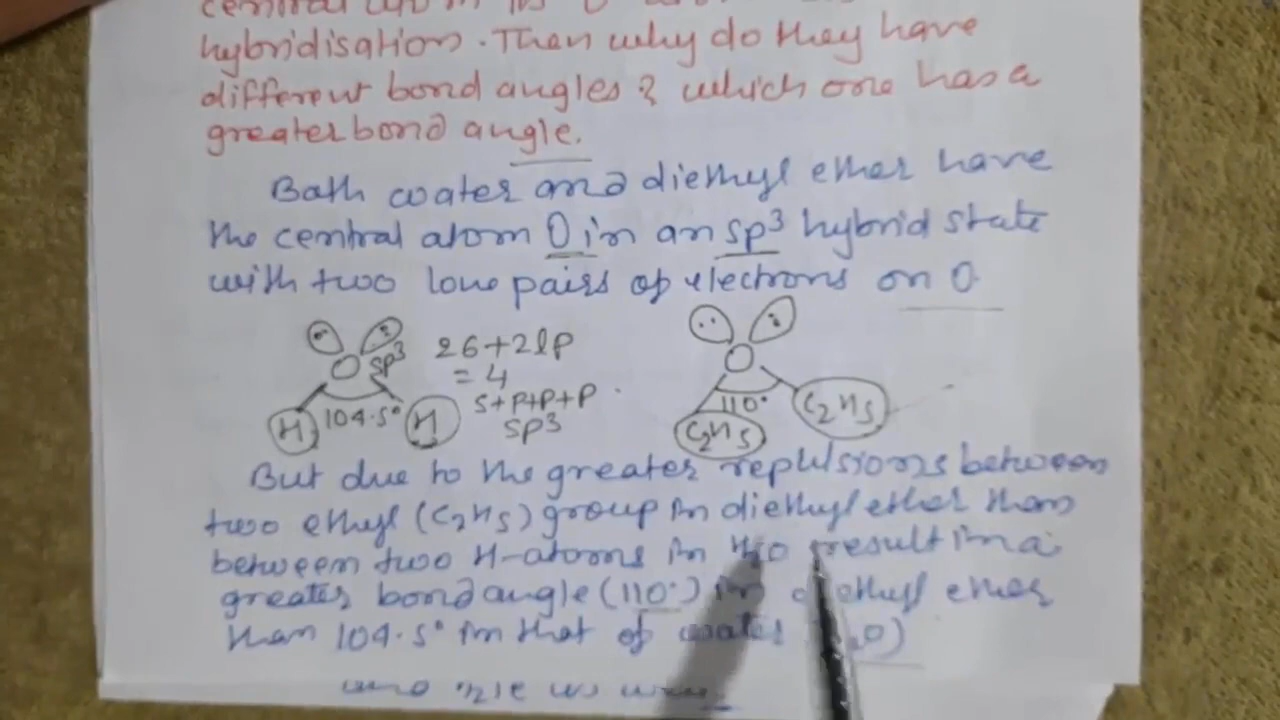 hybridisation. Then why do they have
different bond angles? which one has a
greater bond angle.
Both water and diethyl ether have
the central atom O in an sp³ hybrid state
with two lone pairs of electrons on O.
O sp³
H 104.5° H
2б+2lp
= 4
s+p+p+p
sp³
O
110°
C₂H₅ C₂H₅
But due to the greater repulsions between
two ethyl (C₂H₅) group in diethyl ether than
between two H-atoms in H₂O result in a
greater bond angle (110°) in diethyl ether
than 104.5° in that of water